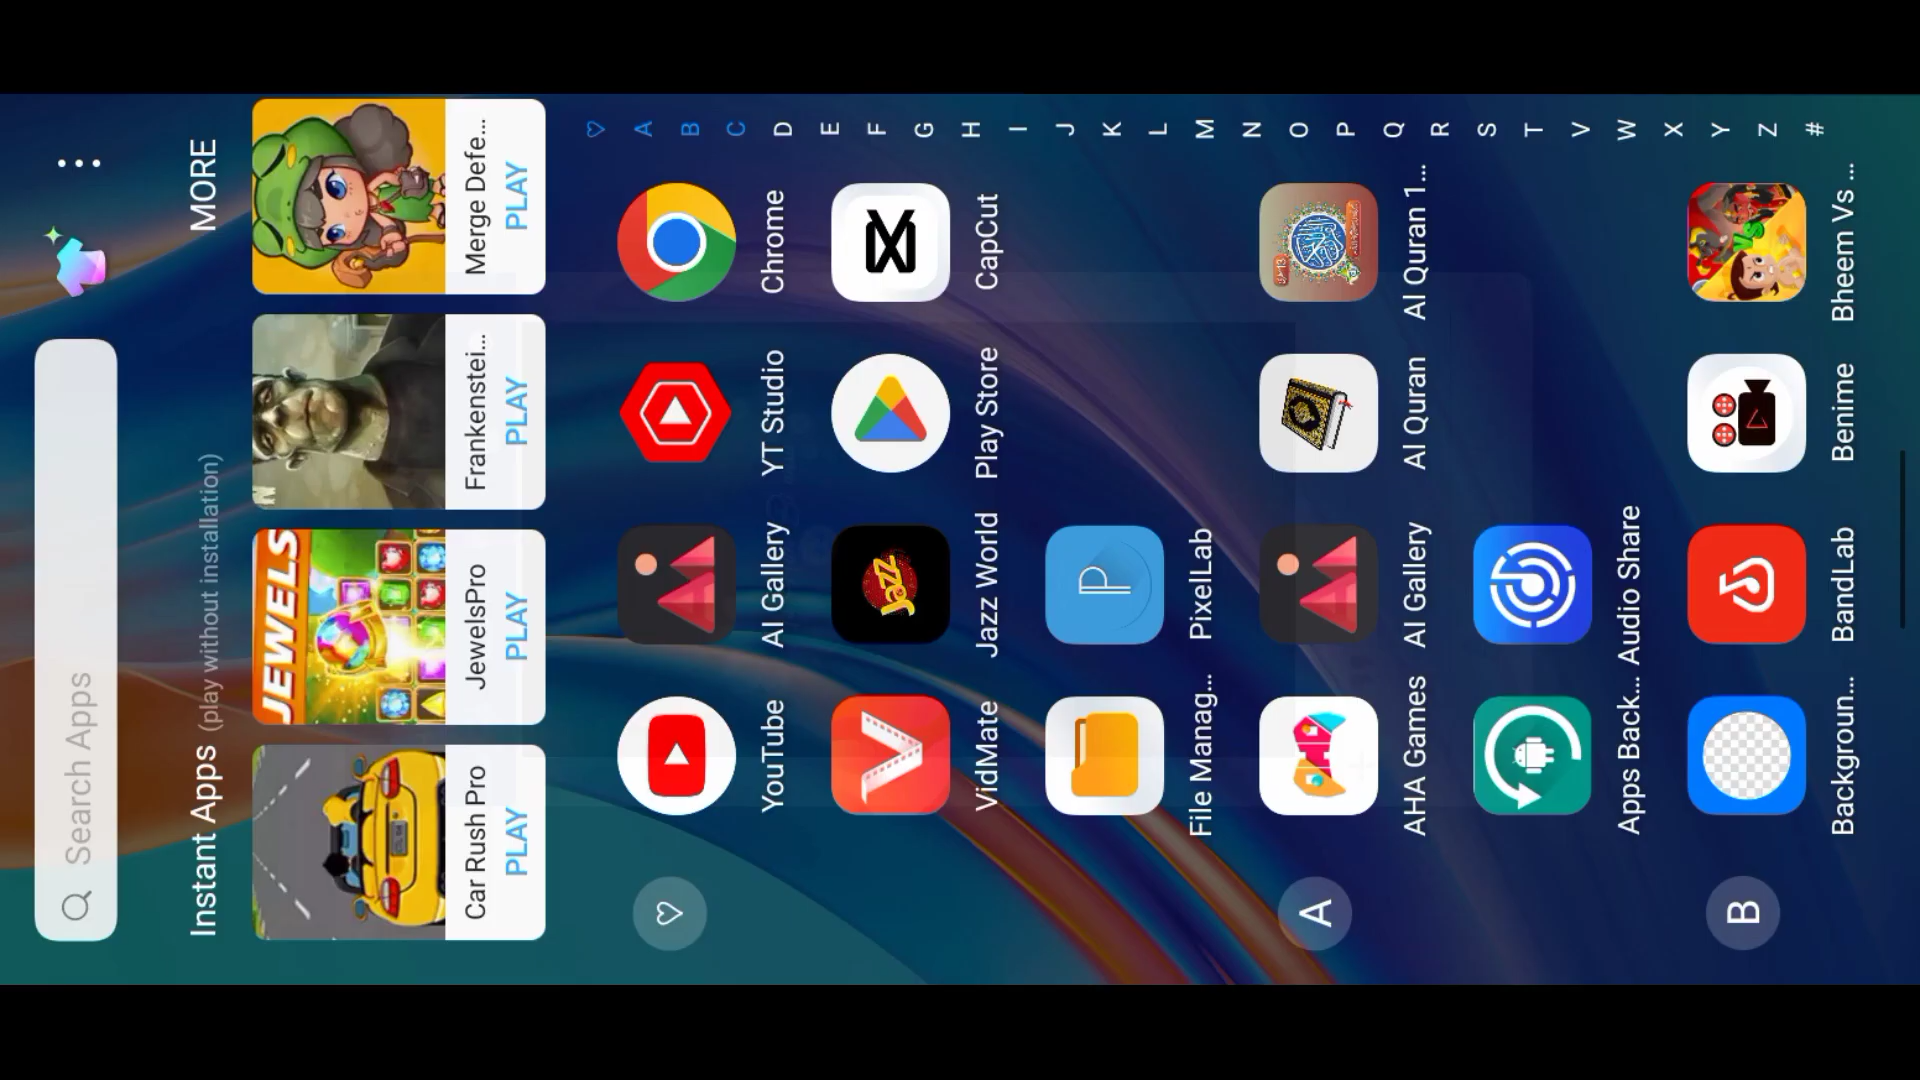 Search Apps
Instant Apps (play without installation) MORE
JEWELS
Car Rush Pro JewelsPro Frankenstei... Merge Defe...
PLAY PLAY PLAY PLAY
YouTube AI Gallery YT Studio Chrome
Jazz
VidMate Jazz World Play Store CapCut
P
File Manag... PixelLab
A
AHA Games AI Gallery Al Quran Al Quran 1...
Apps Back... Audio Share
B
VS
Backgroun... BandLab Benime Bheem Vs ...
A
B
C
D
E
F
G
H
I
J
K
L
M
N
O
P
Q
R
S
T
V
W
X
Y
Z
#